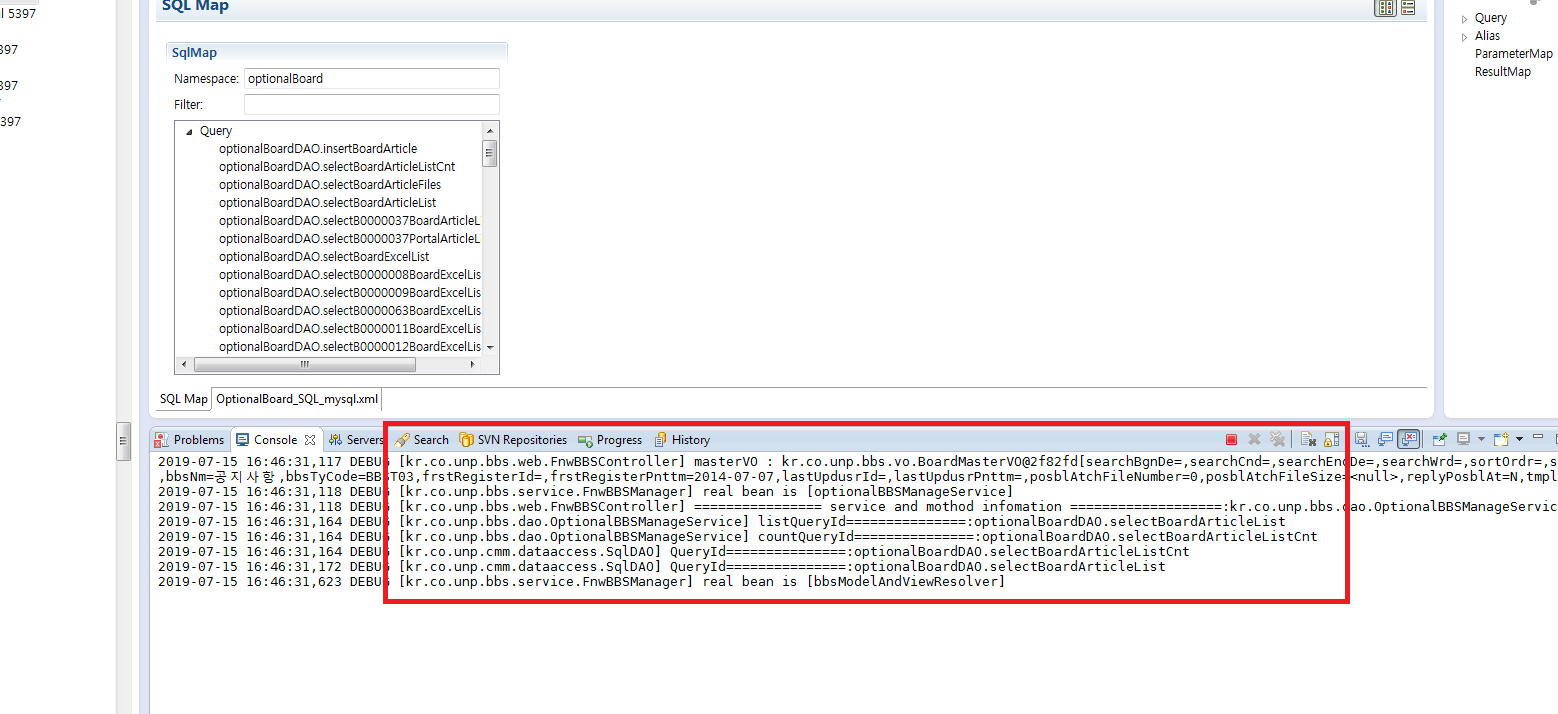 SQL Map
l 5397
397
397
397
SqlMap
Namespace: optionalBoard
Filter:
Query
optionalBoardDAO.insertBoardArticle
optionalBoardDAO.selectBoardArticleListCnt
optionalBoardDAO.selectBoardArticleFiles
optionalBoardDAO.selectBoardArticleList
optionalBoardDAO.selectB0000037BoardArticleL
optionalBoardDAO.selectB0000037PortalArticleL
optionalBoardDAO.selectBoardExcelList
optionalBoardDAO.selectB0000008BoardExcelLis
optionalBoardDAO.selectB0000009BoardExcelLis
optionalBoardDAO.selectB0000063BoardExcelLis
optionalBoardDAO.selectB0000011BoardExcelLis
optionalBoardDAO.selectB0000012BoardExcelLis
SQL Map OptionalBoard_SQL_mysql.xml
Query
Alias
ParameterMap
ResultMap
Problems Console Servers Search SVN Repositories Progress History
2019-07-15 16:46:31,117 DEBUG [kr.co.unp.bbs.web.FnwBBSController] masterVO : kr.co.unp.bbs.vo.BoardMasterVO@2f82fd[searchBgnDe=,searchCnd=,searchEndDe=,searchWrd=,sortOrdr=,s
,bbsNm=공지사항,bbsTyCode=BBST03,frstRegisterId=,frstRegisterPnttm=2014-07-07,lastUpdusrId=,lastUpdusrPnttm=,posblAtchFileNumber=0,posblAtchFileSize=<null>,replyPosblAt=N,tmpl
2019-07-15 16:46:31,118 DEBUG [kr.co.unp.bbs.service.FnwBBSManager] real bean is [optionalBBSManageService]
2019-07-15 16:46:31,118 DEBUG [kr.co.unp.bbs.web.FnwBBSController] ================ service and mothod infomation ===================:kr.co.unp.bbs.dao.OptionalBBSManageServic
2019-07-15 16:46:31,164 DEBUG [kr.co.unp.bbs.dao.OptionalBBSManageService] listQueryId===============:optionalBoardDAO.selectBoardArticleList
2019-07-15 16:46:31,164 DEBUG [kr.co.unp.bbs.dao.OptionalBBSManageService] countQueryId===============:optionalBoardDAO.selectBoardArticleListCnt
2019-07-15 16:46:31,164 DEBUG [kr.co.unp.cmm.dataaccess.SqlDAO] QueryId===============:optionalBoardDAO.selectBoardArticleListCnt
2019-07-15 16:46:31,172 DEBUG [kr.co.unp.cmm.dataaccess.SqlDAO] QueryId===============:optionalBoardDAO.selectBoardArticleList
2019-07-15 16:46:31,623 DEBUG [kr.co.unp.bbs.service.FnwBBSManager] real bean is [bbsModelAndViewResolver]